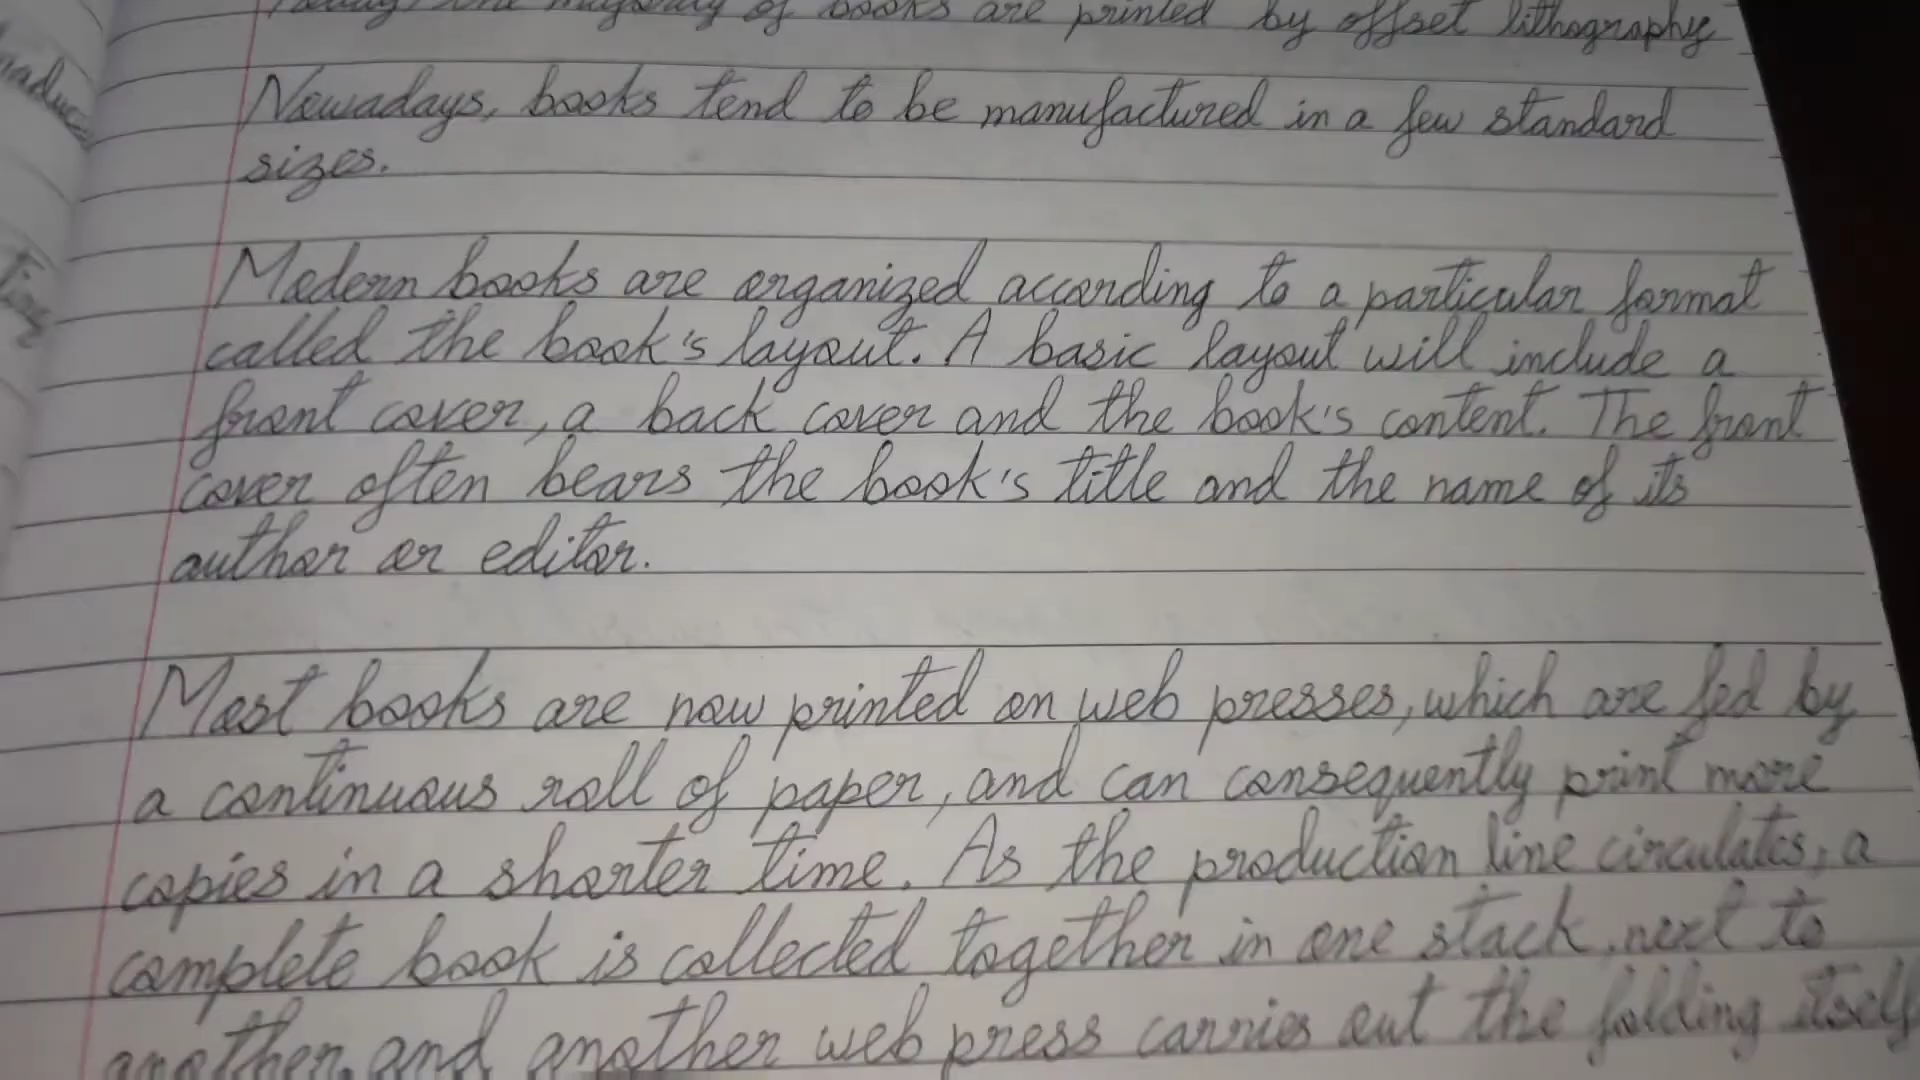 Today, the majority of books are printed by offset lithography
Nowadays, books tend to be manufactured in a few standard
sizes.
Modern books are organized according to a particular format
called the book's layout. A basic layout will include a
front cover, a back cover and the book's content. The front
cover often bears the book's title and the name of its
author or editor.
Most books are now printed on web presses, which are fed by
a continuous roll of paper, and can consequently print more
copies in a shorter time. As the production line circulates, a
complete book is collected together in one stack, next to
another, and another web press carries out the folding itself